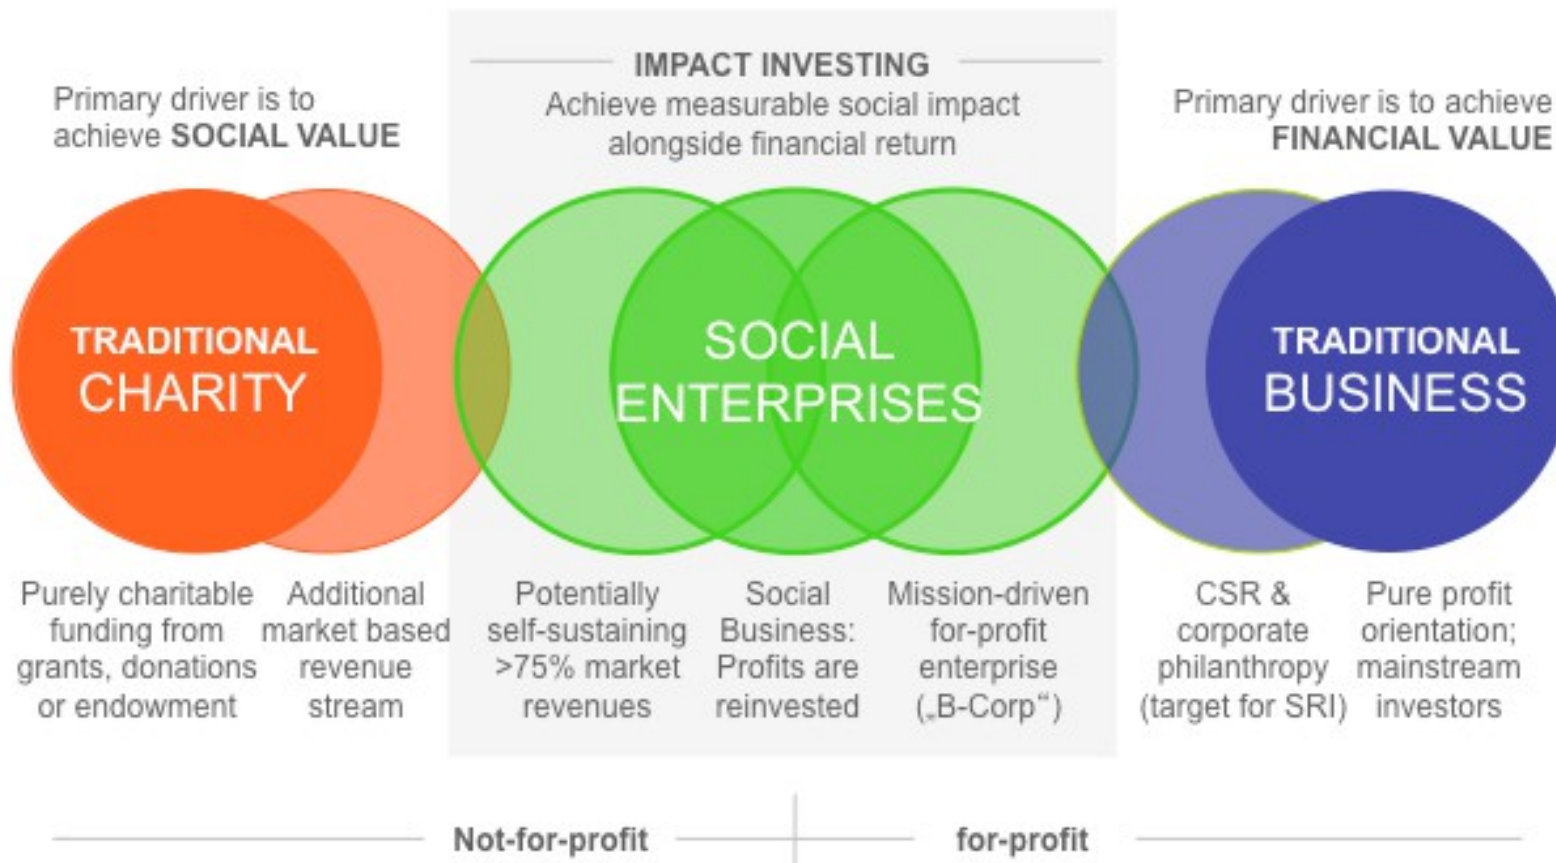 IMPACT INVESTING
Achieve measurable social impact
alongside financial return
Primary driver is to
achieve SOCIAL VALUE
Primary driver is to achieve
FINANCIAL VALUE
TRADITIONAL
CHARITY
SOCIAL
ENTERPRISES
TRADITIONAL
BUSINESS
Purely charitable
funding from
grants, donations
or endowment
Additional
market based
revenue
stream
Potentially
self-sustaining
>75% market
revenues
Social
Business:
Profits are
reinvested
Mission-driven
for-profit
enterprise
(„B-Corp“)
CSR &
corporate
philanthropy
(target for SRI)
Pure profit
orientation;
mainstream
investors
Not-for-profit
for-profit